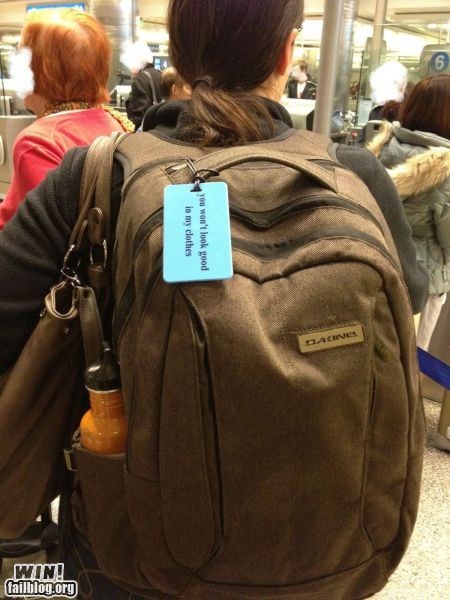 6
you won't look good
in my clothes
DAKINE
WIN!
failblog.org